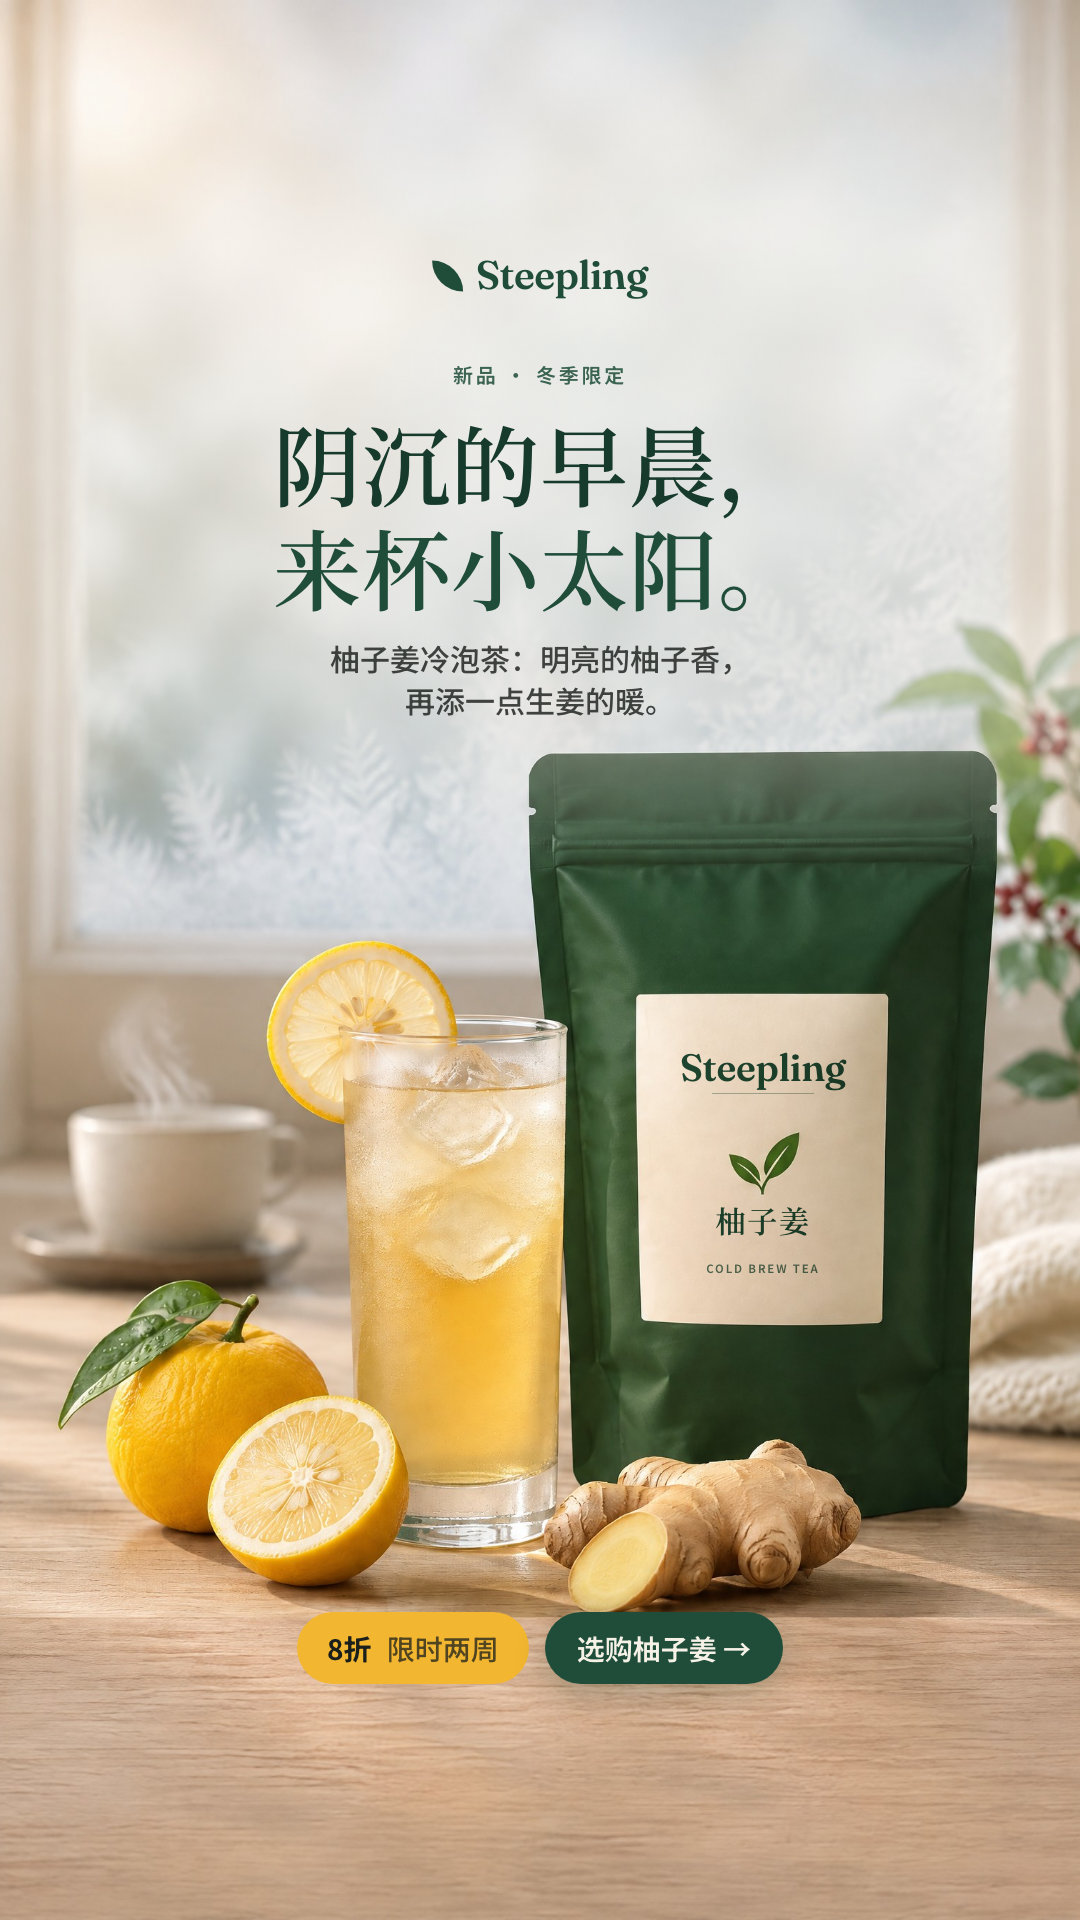 Steepling
新品 · 冬季限定
阴沉的早晨，
来杯小太阳。
柚子姜冷泡茶：明亮的柚子香，
再添一点生姜的暖。
Steepling
柚子姜
COLD BREW TEA
8折 限时两周
选购柚子姜 →